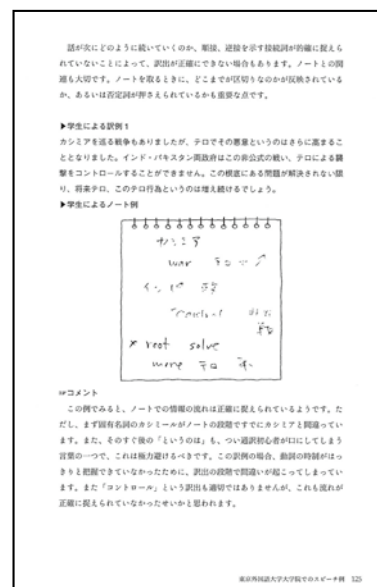 話が次にどのように続いていくのか、順接、逆接を示す接続詞が的確に捉えら
れていないことによって、訳出が正確にできない場合もあります。ノートとの関
連も大切です。ノートを取るときに、どこまでが区切りなのかが反映されている
か、あるいは否定詞が押さえられているかも重要な点です。
▶学生による訳例 1
カシミアを巡る戦争もありましたが、テロでその悪意というのはさらに高まるこ
ととなりました。インド・パキスタン両政府はこの非公式の戦い、テロによる襲
撃をコントロールすることができません。この根底にある問題が解決されない限
り、将来テロ、このテロ行為というのは増え続けるでしょう。
▶学生によるノート例
カシミア
war テロ
イン パ
* root solve
more テロ
☞コメント
この例でみると、ノートでの情報の流れは正確に捉えられているようです。た
だし、まず固有名詞のカシミールがノートの段階ですでにカシミアと間違ってい
ます。また、そのすぐ後の「というのは」も、つい通訳初心者が口にしてしまう
言葉の一つで、これは極力避けるべきです。この訳例の場合、動詞の時制がはっ
きりと把握できていなかったために、訳出の段階で間違いが起こってしまってい
ます。また「コントロール」という訳出も適切ではありませんが、これも流れが
正確に捉えられていなかったせいかと思われます。
東京外国語大学大学院でのスピーチ例 125